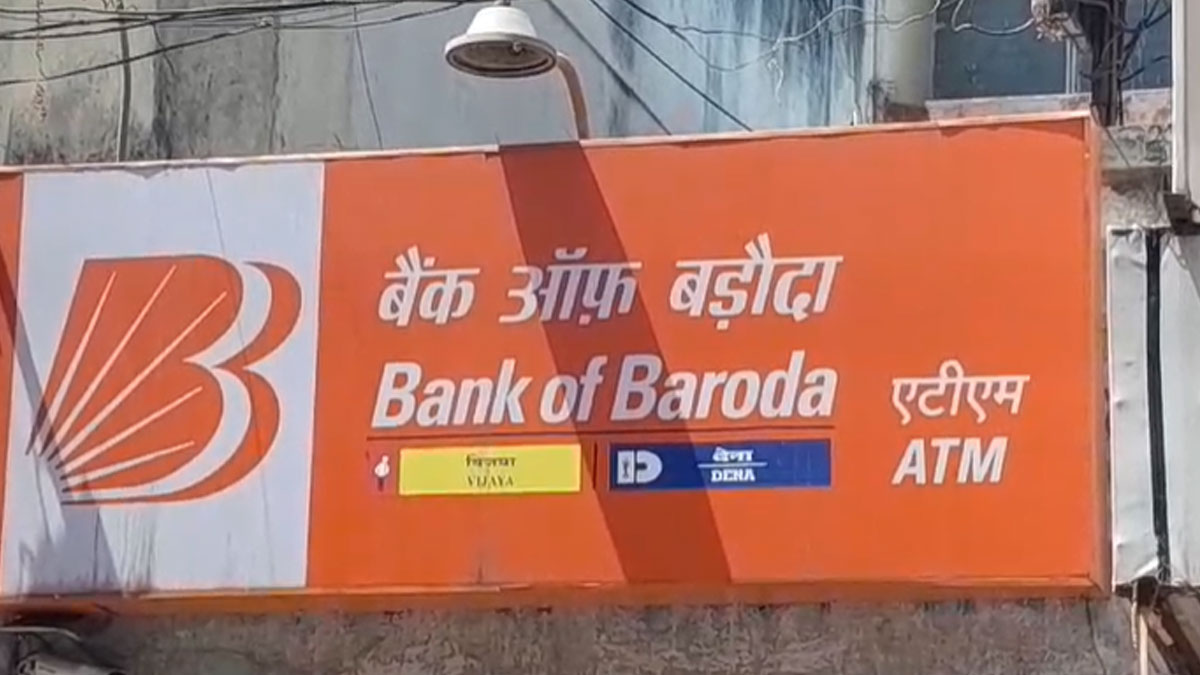 बैंक ऑफ़ बड़ौदा
Bank of Baroda
विजया
VIJAYA
देना
DENA
एटीएम
ATM